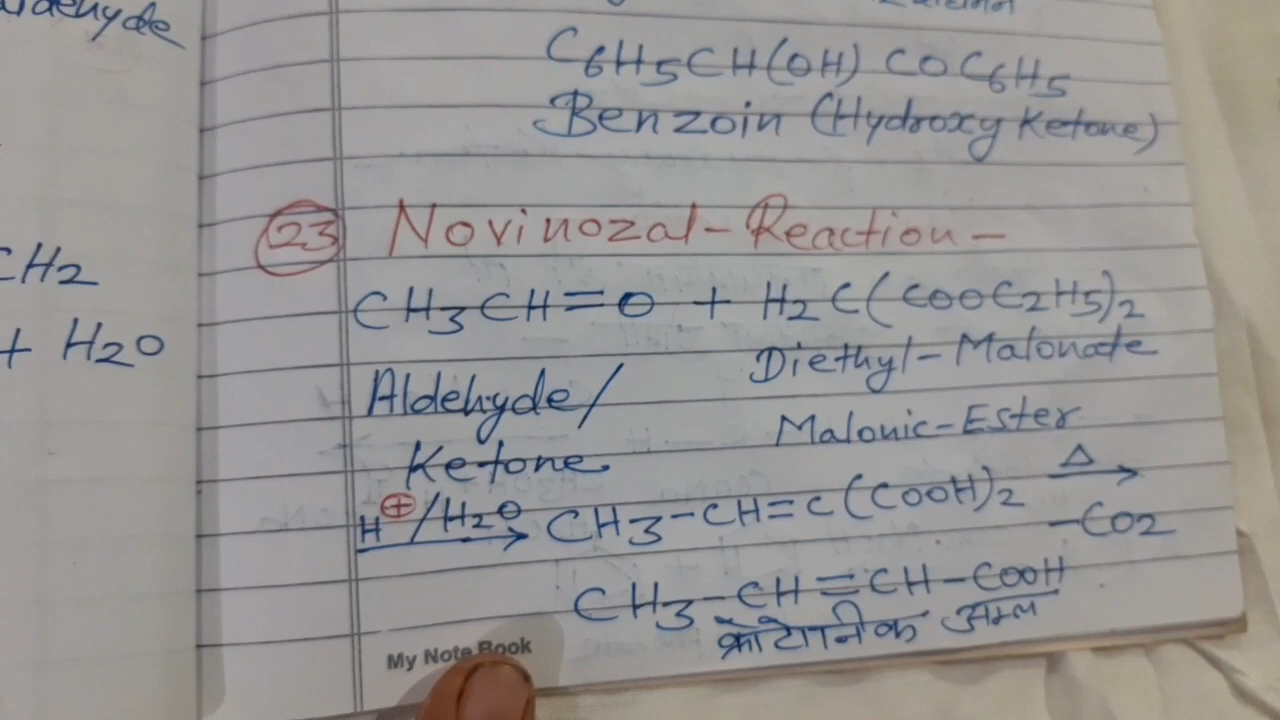 aldehyde
CH2
+ H2O
C6H5CH(OH) COC6H5
Benzoin (Hydroxy Ketone)
23 Novinozal-Reaction-
CH3CH=O + H2C(COOC2H5)2
Aldehyde/ Diethyl-Malonate
Ketone Malonic-Ester
H⊕/H2O → CH3-CH=C(COOH)2 Δ →
-CO2
CH3-CH=CH-COOH
क्रोटोनीक अम्ल
My Note Book